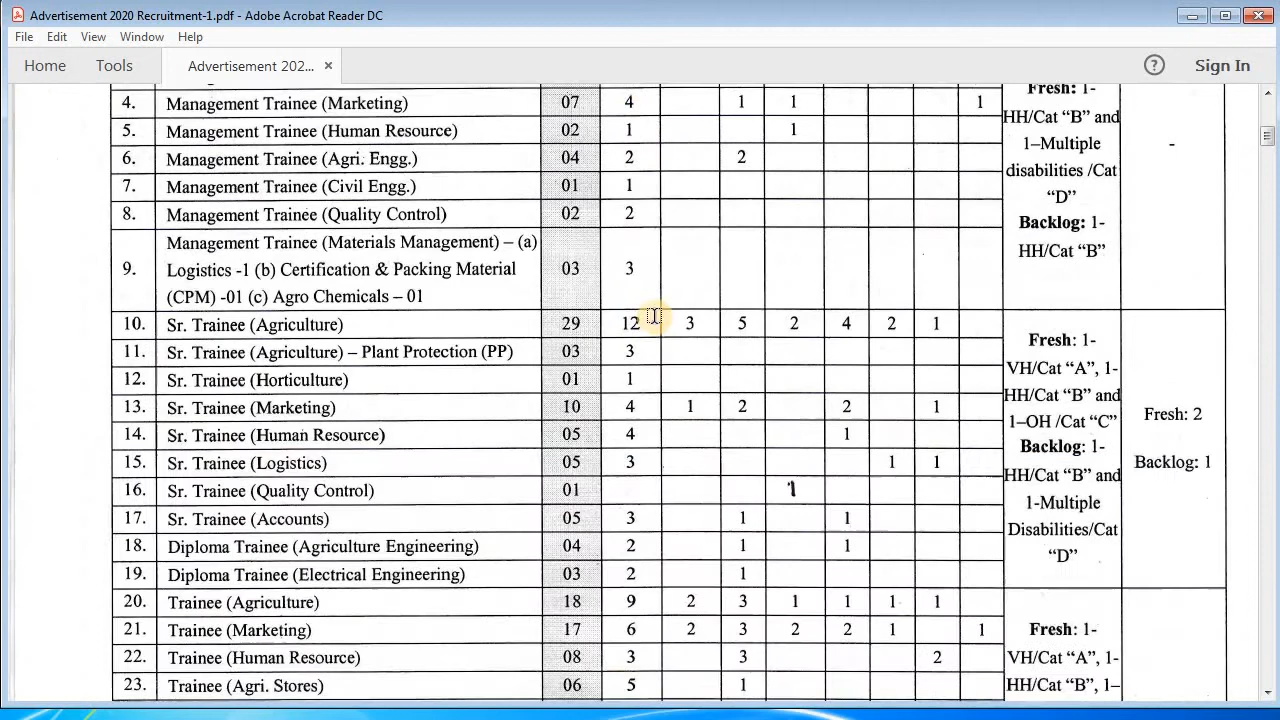 Advertisement 2020 Recruitment-1.pdf - Adobe Acrobat Reader DC
File Edit View Window Help
Home Tools Advertisement 202... × ? Sign In
4. Management Trainee (Marketing) 07 4 1 1 1
5. Management Trainee (Human Resource) 02 1 1
6. Management Trainee (Agri. Engg.) 04 2 2
7. Management Trainee (Civil Engg.) 01 1
8. Management Trainee (Quality Control) 02 2
9. Management Trainee (Materials Management) – (a)
Logistics -1 (b) Certification & Packing Material
(CPM) -01 (c) Agro Chemicals – 01
03 3
Fresh: 1-
HH/Cat “B” and
1–Multiple
disabilities /Cat
“D”
Backlog: 1-
HH/Cat “B”
-
10. Sr. Trainee (Agriculture) 29 12 3 5 2 4 2 1
11. Sr. Trainee (Agriculture) – Plant Protection (PP) 03 3
12. Sr. Trainee (Horticulture) 01 1
13. Sr. Trainee (Marketing) 10 4 1 2 2 1
14. Sr. Trainee (Human Resource) 05 4 1
15. Sr. Trainee (Logistics) 05 3 1 1
16. Sr. Trainee (Quality Control) 01 1
17. Sr. Trainee (Accounts) 05 3 1 1
18. Diploma Trainee (Agriculture Engineering) 04 2 1 1
19. Diploma Trainee (Electrical Engineering) 03 2 1
Fresh: 1-
VH/Cat “A”, 1-
HH/Cat “B” and
1–OH /Cat “C”
Backlog: 1-
HH/Cat “B” and
1-Multiple
Disabilities/Cat
“D”
Fresh: 2
Backlog: 1
20. Trainee (Agriculture) 18 9 2 3 1 1 1 1
21. Trainee (Marketing) 17 6 2 3 2 2 1 1
22. Trainee (Human Resource) 08 3 3 2
23. Trainee (Agri. Stores) 06 5 1
Fresh: 1-
VH/Cat “A”, 1-
HH/Cat “B”, 1–